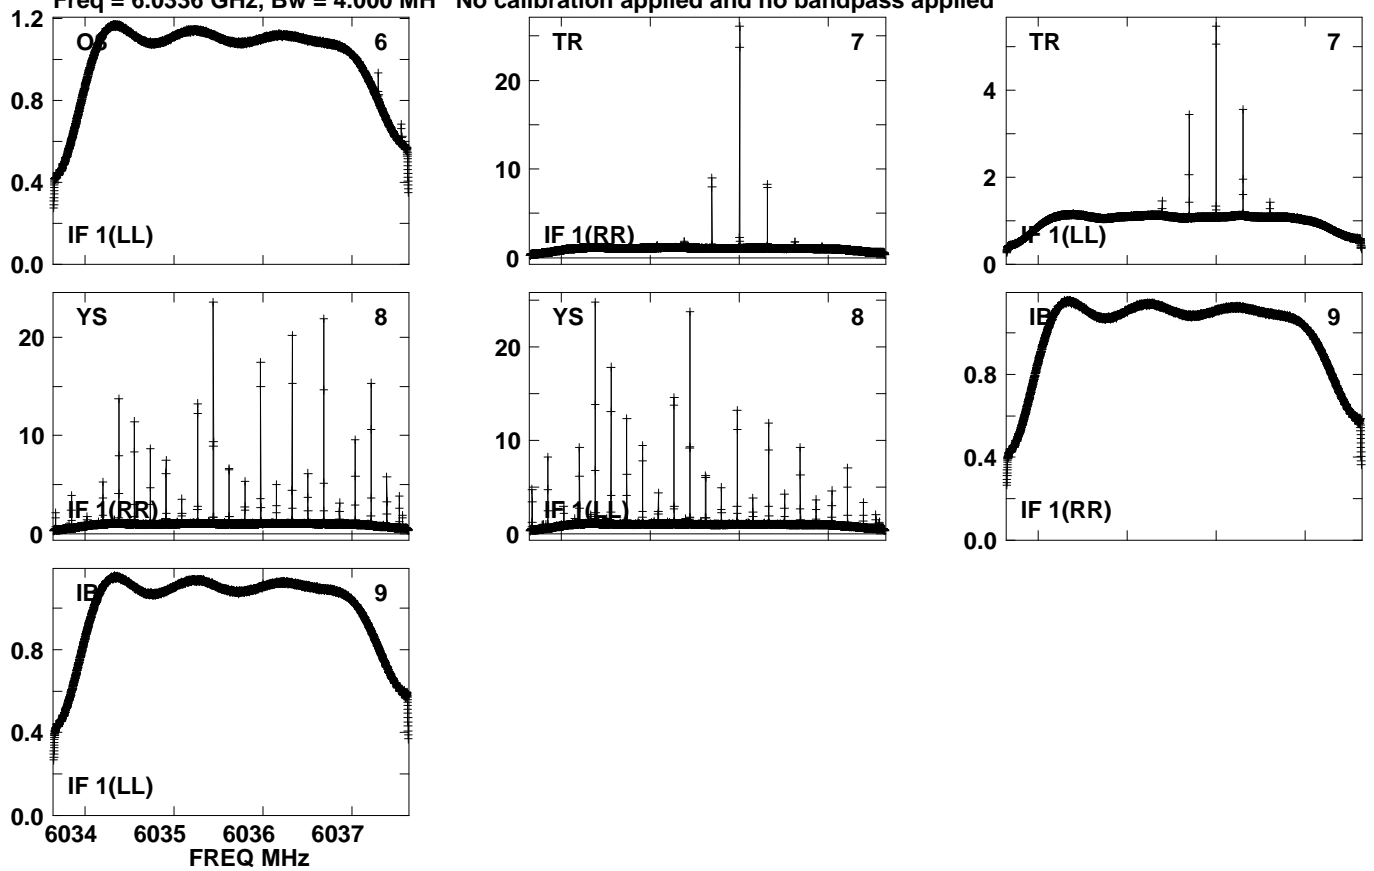 Freq = 6.0336 GHz, Bw = 4.000 MH No calibration applied and no bandpass applied
1.2
OS 6
0.8
0.4
IF 1(LL)
0.0
TR 7
20
10
IF 1(RR)
0
TR 7
4
2
IF 1(LL)
0
YS 8
20
10
IF 1(RR)
0
YS 8
20
10
IF 1(LL)
0
IB 9
0.8
0.4
IF 1(RR)
0.0
IB 9
0.8
0.4
IF 1(LL)
0.0
6034 6035 6036 6037
FREQ MHz